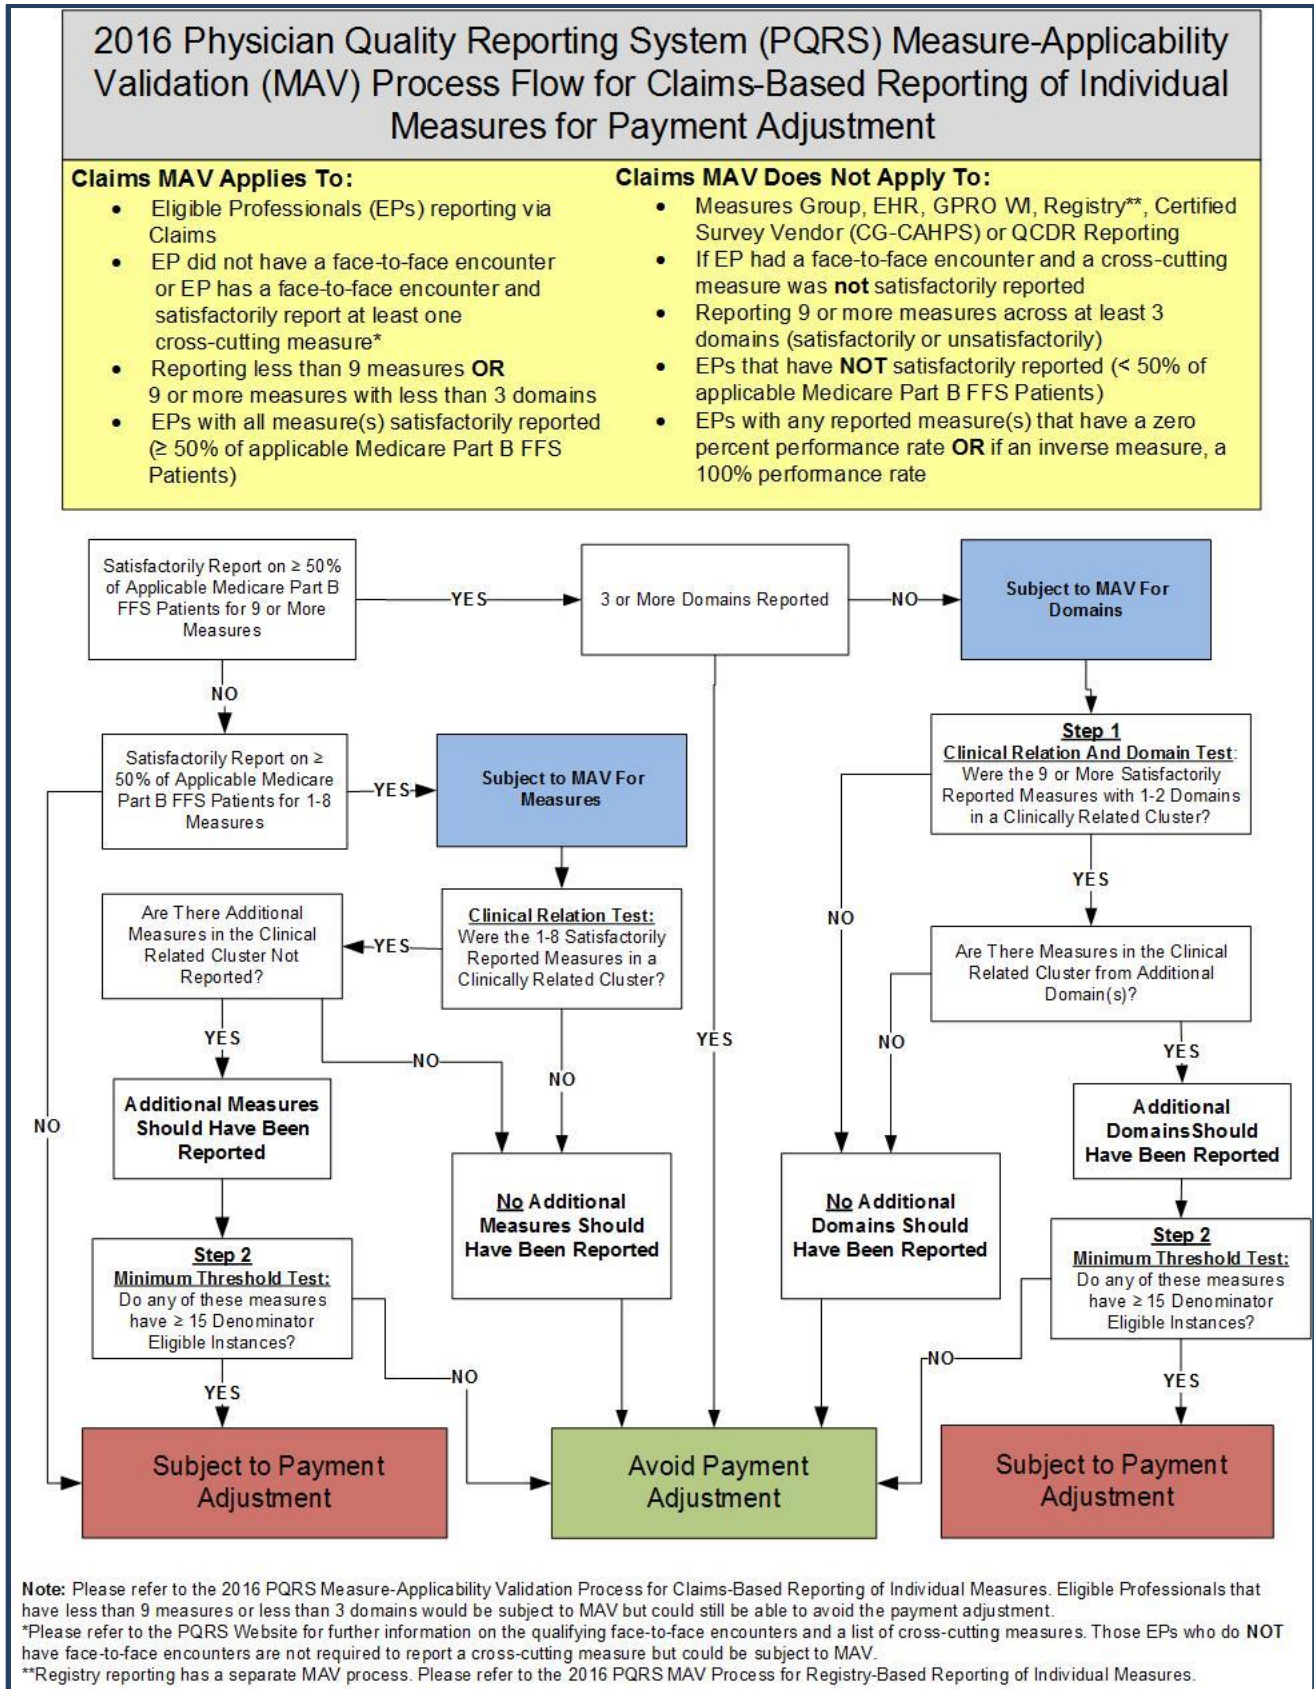 2016 Physician Quality Reporting System (PQRS) Measure-Applicability
Validation (MAV) Process Flow for Claims-Based Reporting of Individual
Measures for Payment Adjustment
Claims MAV Applies To:
• Eligible Professionals (EPs) reporting via
Claims
• EP did not have a face-to-face encounter
or EP has a face-to-face encounter and
satisfactorily report at least one
cross-cutting measure*
• Reporting less than 9 measures OR
9 or more measures with less than 3 domains
• EPs with all measure(s) satisfactorily reported
(≥ 50% of applicable Medicare Part B FFS
Patients)
Claims MAV Does Not Apply To:
• Measures Group, EHR, GPRO WI, Registry**, Certified
Survey Vendor (CG-CAHPS) or QCDR Reporting
• If EP had a face-to-face encounter and a cross-cutting
measure was not satisfactorily reported
• Reporting 9 or more measures across at least 3
domains (satisfactorily or unsatisfactorily)
• EPs that have NOT satisfactorily reported (< 50% of
applicable Medicare Part B FFS Patients)
• EPs with any reported measure(s) that have a zero
percent performance rate OR if an inverse measure, a
100% performance rate
Satisfactorily Report on ≥ 50%
of Applicable Medicare Part B
FFS Patients for 9 or More
Measures
YES
3 or More Domains Reported
NO
Subject to MAV For
Domains
NO
Satisfactorily Report on ≥
50% of Applicable Medicare
Part B FFS Patients for 1-8
Measures
YES
Subject to MAV For
Measures
Step 1
Clinical Relation And Domain Test:
Were the 9 or More Satisfactorily
Reported Measures with 1-2 Domains
in a Clinically Related Cluster?
YES
NO
Are There Additional
Measures in the Clinical
Related Cluster Not
Reported?
YES
Clinical Relation Test:
Were the 1-8 Satisfactorily
Reported Measures in a
Clinically Related Cluster?
Are There Measures in the Clinical
Related Cluster from Additional
Domain(s)?
YES
NO
NO
YES
NO
YES
NO
Additional Measures
Should Have Been
Reported
Additional
DomainsShould
Have Been Reported
No Additional
Measures Should
Have Been Reported
No Additional
Domains Should
Have Been Reported
Step 2
Minimum Threshold Test:
Do any of these measures
have ≥ 15 Denominator
Eligible Instances?
Step 2
Minimum Threshold Test:
Do any of these measures
have ≥ 15 Denominator
Eligible Instances?
YES
NO
NO
YES
Subject to Payment
Adjustment
Avoid Payment
Adjustment
Subject to Payment
Adjustment
Note: Please refer to the 2016 PQRS Measure-Applicability Validation Process for Claims-Based Reporting of Individual Measures. Eligible Professionals that
have less than 9 measures or less than 3 domains would be subject to MAV but could still be able to avoid the payment adjustment.
*Please refer to the PQRS Website for further information on the qualifying face-to-face encounters and a list of cross-cutting measures. Those EPs who do NOT
have face-to-face encounters are not required to report a cross-cutting measure but could be subject to MAV.
**Registry reporting has a separate MAV process. Please refer to the 2016 PQRS MAV Process for Registry-Based Reporting of Individual Measures.